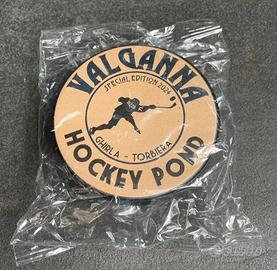 VALGANNA
SPECIAL EDITION 2024
GHIRLA - TORBIERA
HOCKEY POND